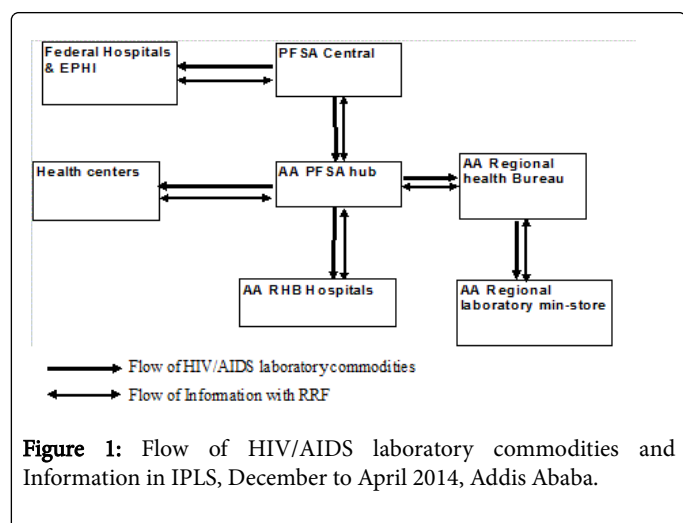 Federal Hospitals
& EPHI
PFSA Central
Health centers
AA PFSA hub
AA Regional
health Bureau
AA RHB Hospitals
AA Regional
laboratory min-store
Flow of HIV/AIDS laboratory commodities
Flow of Information with RRF
Figure 1: Flow of HIV/AIDS laboratory commodities and
Information in IPLS, December to April 2014, Addis Ababa.